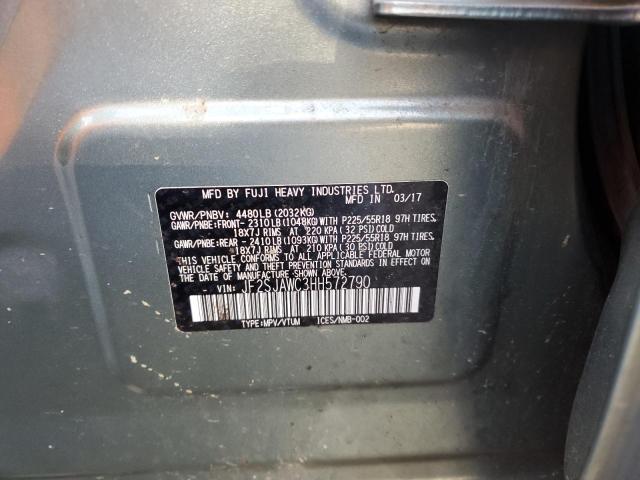 MFD BY FUJI HEAVY INDUSTRIES LTD.
MFD IN 03/17
GVWR/PNBV: 4480LB(2032KG)
GAWR/PNBE:FRONT- 2310LB(1048KG)WITH P225/55R18 97H TIRES,
18X7J RIMS AT 220 KPA(32 PSI)COLD
GAWR/PNBE:REAR - 2410LB(1093KG)WITH P225/55R18 97H TIRES,
18X7J RIMS AT 210 KPA(30 PSI)COLD
THIS VEHICLE CONFORMS TO ALL APPLICABLE FEDERAL MOTOR
VEHICLE SAFETY AND BUMPER STANDARDS IN EFFECT ON
THE DATE OF MANUFACTURE SHOWN ABOVE.
VIN: JF2SJAWC3HH572790
TYPE:MPV/VTUM ICES/NMB-002